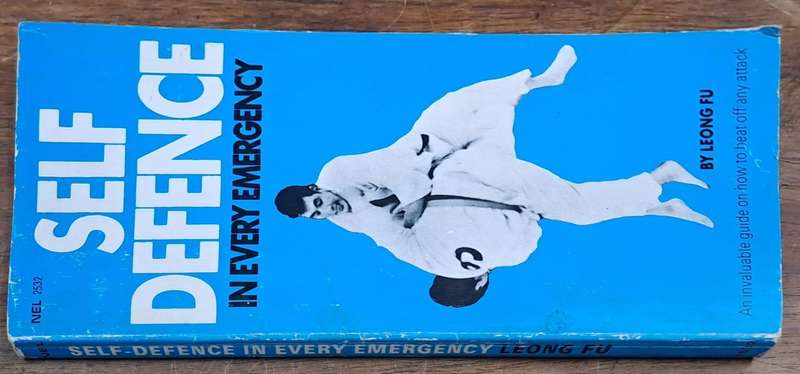 NEL 2532
SELF
DEFENCE
IN EVERY EMERGENCY
BY LEONG FU
An invaluable guide on how to beat off any attack
SELF-DEFENCE IN EVERY EMERGENCY LEONG FU